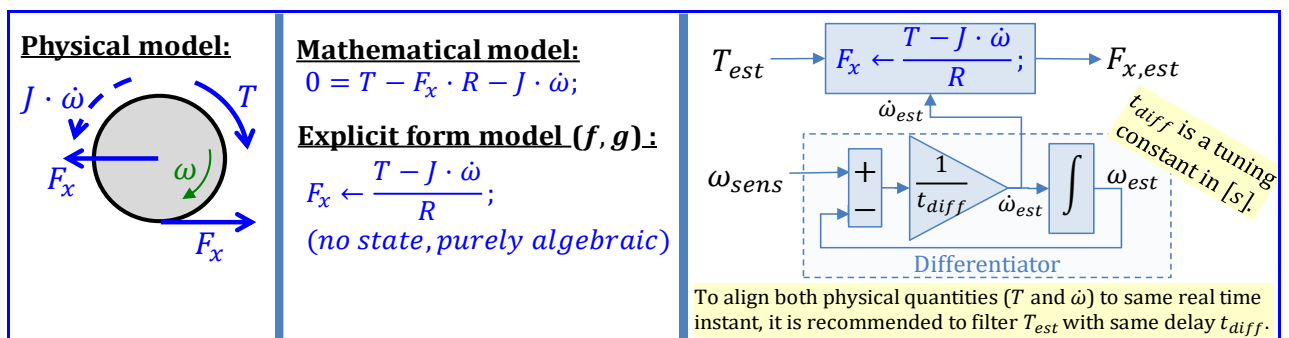 Physical model:
J · ω̇
T
F_x
ω
F_x
Mathematical model:
0 = T − F_x · R − J · ω̇;
Explicit form model (f, g) :
F_x ← (T − J · ω̇) / R ;
(no state, purely algebraic)
T_est
F_x ← (T − J · ω̇) / R ;
F_x,est
ω̇_est
t_diff is a tuning
constant in [s].
ω_sens
+
−
1 / t_diff
ω̇_est
∫
ω_est
Differentiator
To align both physical quantities (T and ω̇) to same real time
instant, it is recommended to filter T_est with same delay t_diff.